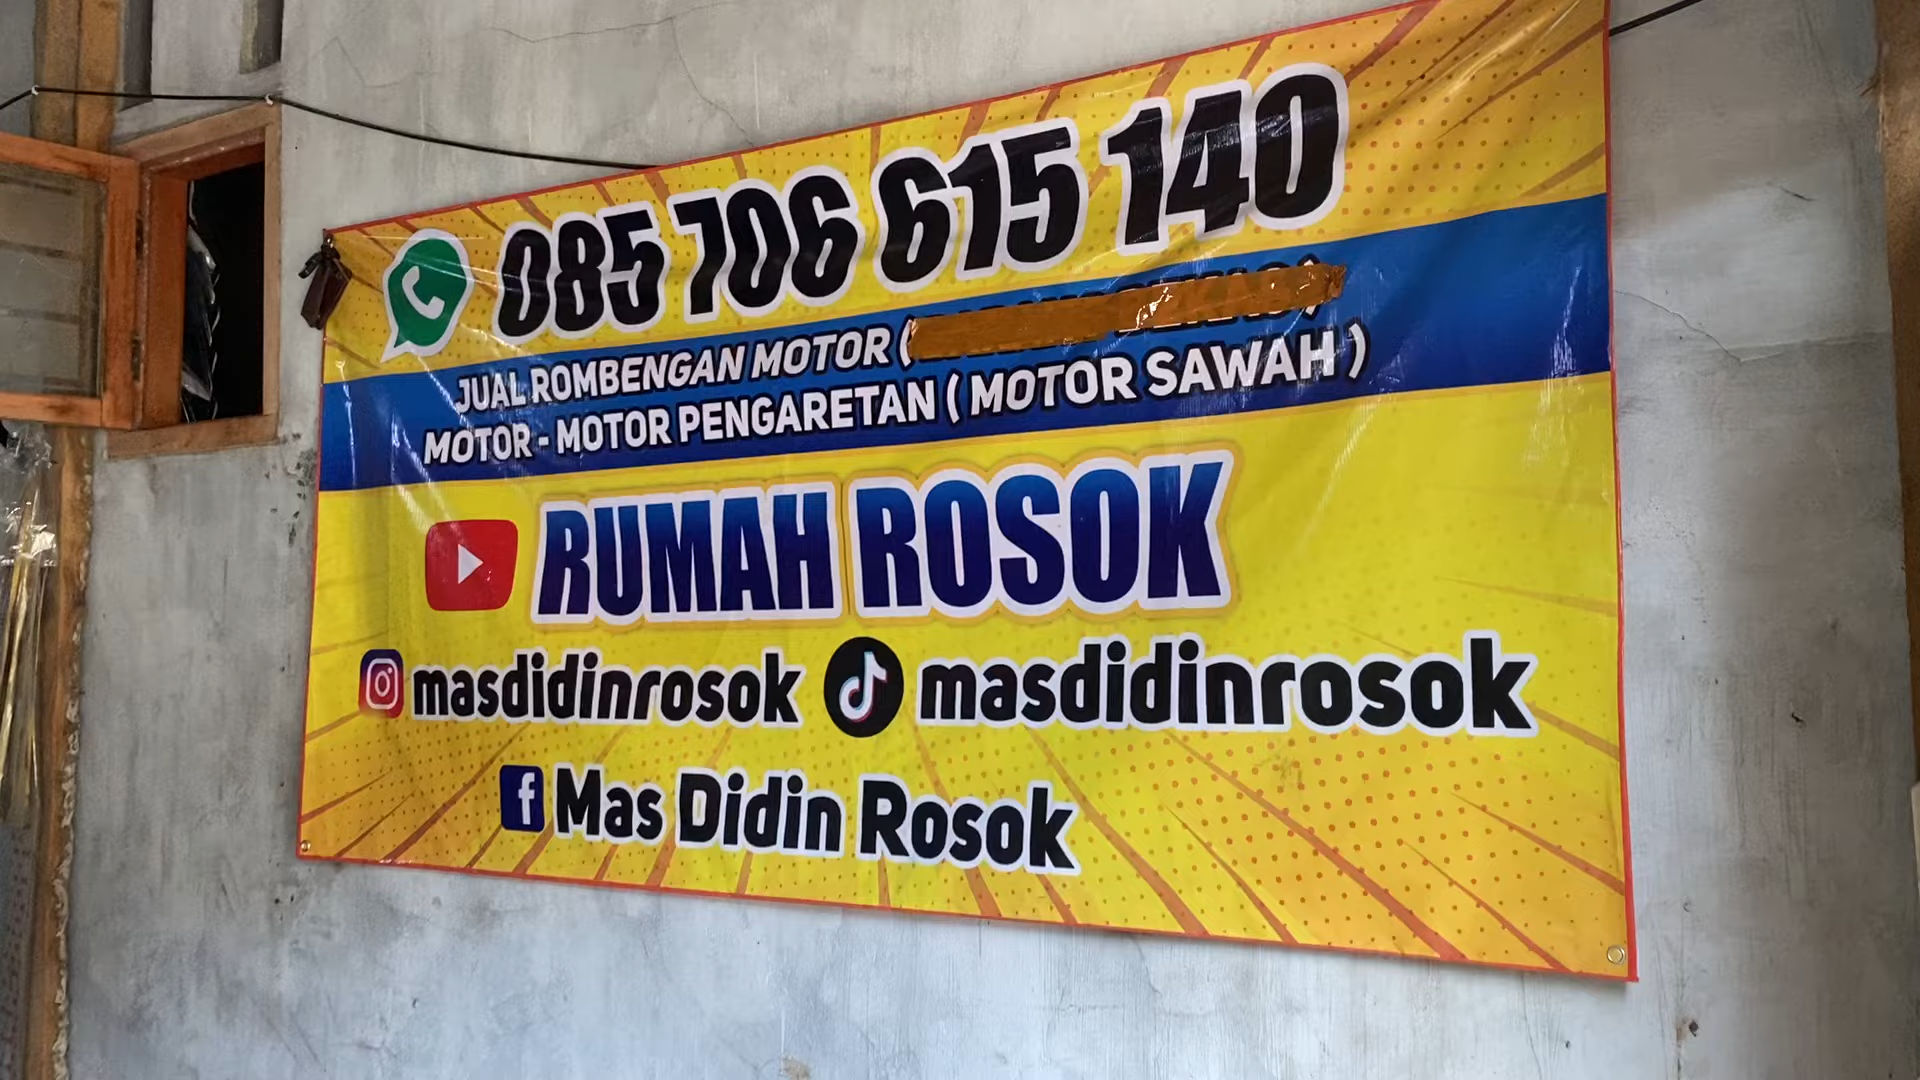 085 706 615 140
JUAL ROMBENGAN MOTOR (
MOTOR - MOTOR PENGARETAN ( MOTOR SAWAH )
RUMAH ROSOK
masdidinrosok masdidinrosok
Mas Didin Rosok